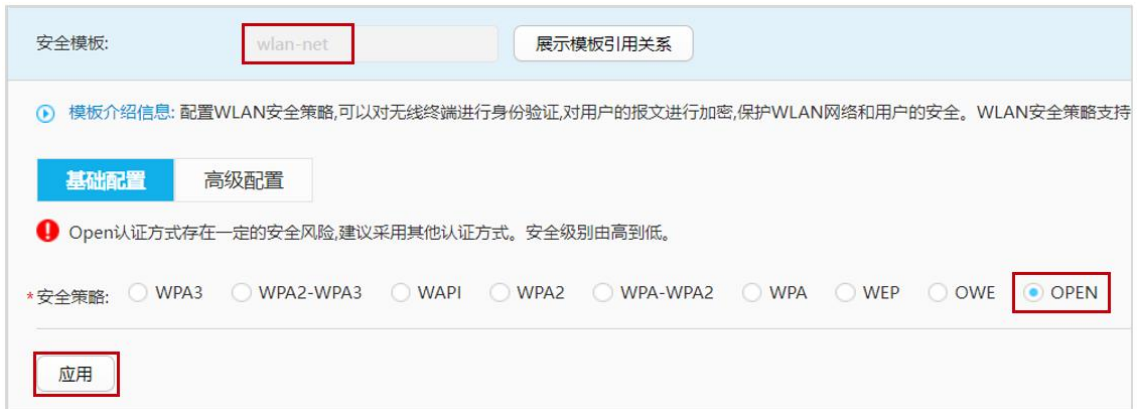 安全模板: wlan-net 展示模板引用关系
模板介绍信息: 配置WLAN安全策略,可以对无线终端进行身份验证,对用户的报文进行加密,保护WLAN网络和用户的安全。WLAN安全策略支持
基础配置 高级配置
Open认证方式存在一定的安全风险,建议采用其他认证方式。安全级别由高到低。
*安全策略: WPA3 WPA2-WPA3 WAPI WPA2 WPA-WPA2 WPA WEP OWE OPEN
应用